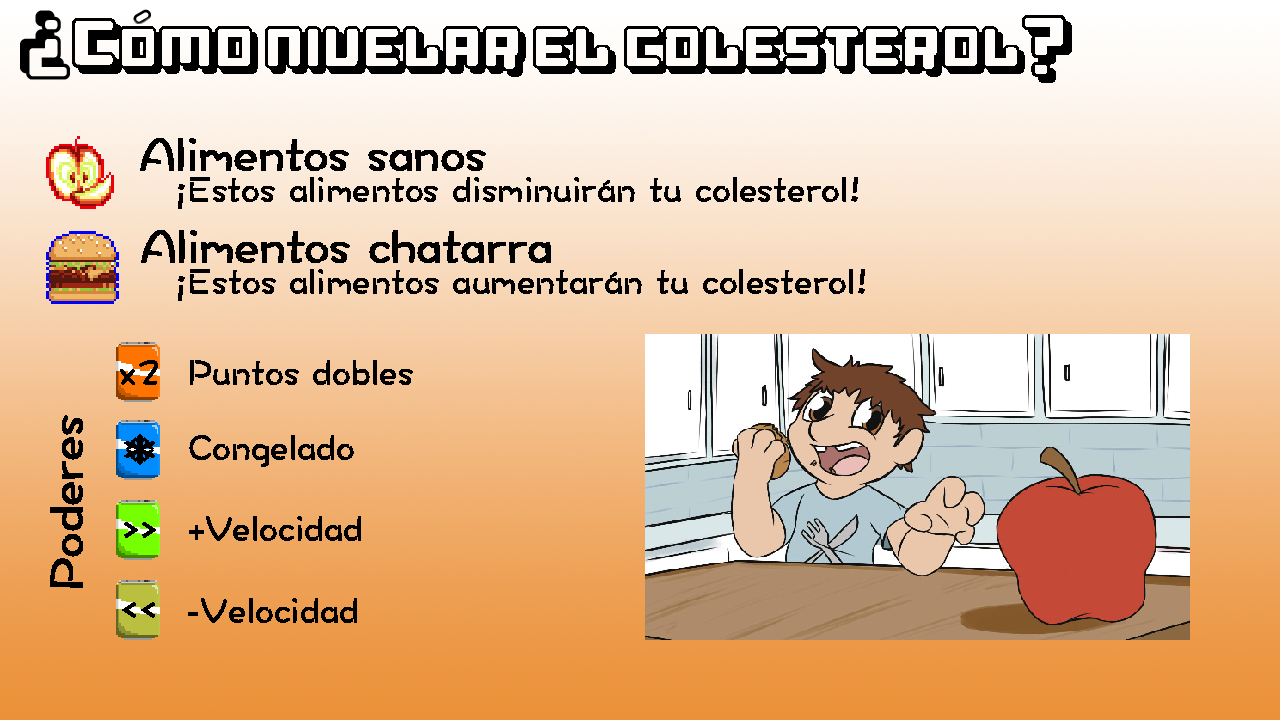 ¿CÓMO NIVELAR EL COLESTEROL?
Alimentos sanos
¡Estos alimentos disminuirán tu colesterol!
Alimentos chatarra
¡Estos alimentos aumentarán tu colesterol!
Poderes
x2 Puntos dobles
Congelado
>> +Velocidad
<< -Velocidad